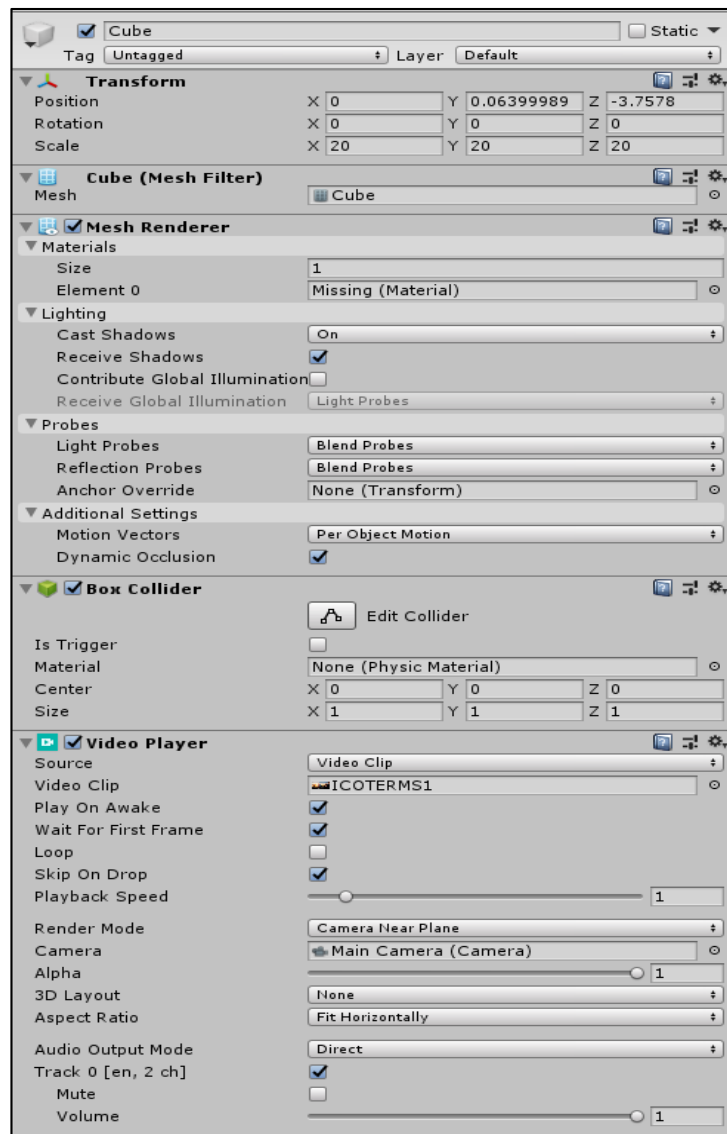 Cube Static
Tag Untagged Layer Default
Transform
Position X 0 Y 0.06399989 Z -3.7578
Rotation X 0 Y 0 Z 0
Scale X 20 Y 20 Z 20
Cube (Mesh Filter)
Mesh Cube
Mesh Renderer
Materials
Size 1
Element 0 Missing (Material)
Lighting
Cast Shadows On
Receive Shadows
Contribute Global Illumination
Receive Global Illumination Light Probes
Probes
Light Probes Blend Probes
Reflection Probes Blend Probes
Anchor Override None (Transform)
Additional Settings
Motion Vectors Per Object Motion
Dynamic Occlusion
Box Collider
Edit Collider
Is Trigger
Material None (Physic Material)
Center X 0 Y 0 Z 0
Size X 1 Y 1 Z 1
Video Player
Source Video Clip
Video Clip ICOTERMS1
Play On Awake
Wait For First Frame
Loop
Skip On Drop
Playback Speed 1
Render Mode Camera Near Plane
Camera Main Camera (Camera)
Alpha 1
3D Layout None
Aspect Ratio Fit Horizontally
Audio Output Mode Direct
Track 0 [en, 2 ch]
Mute
Volume 1